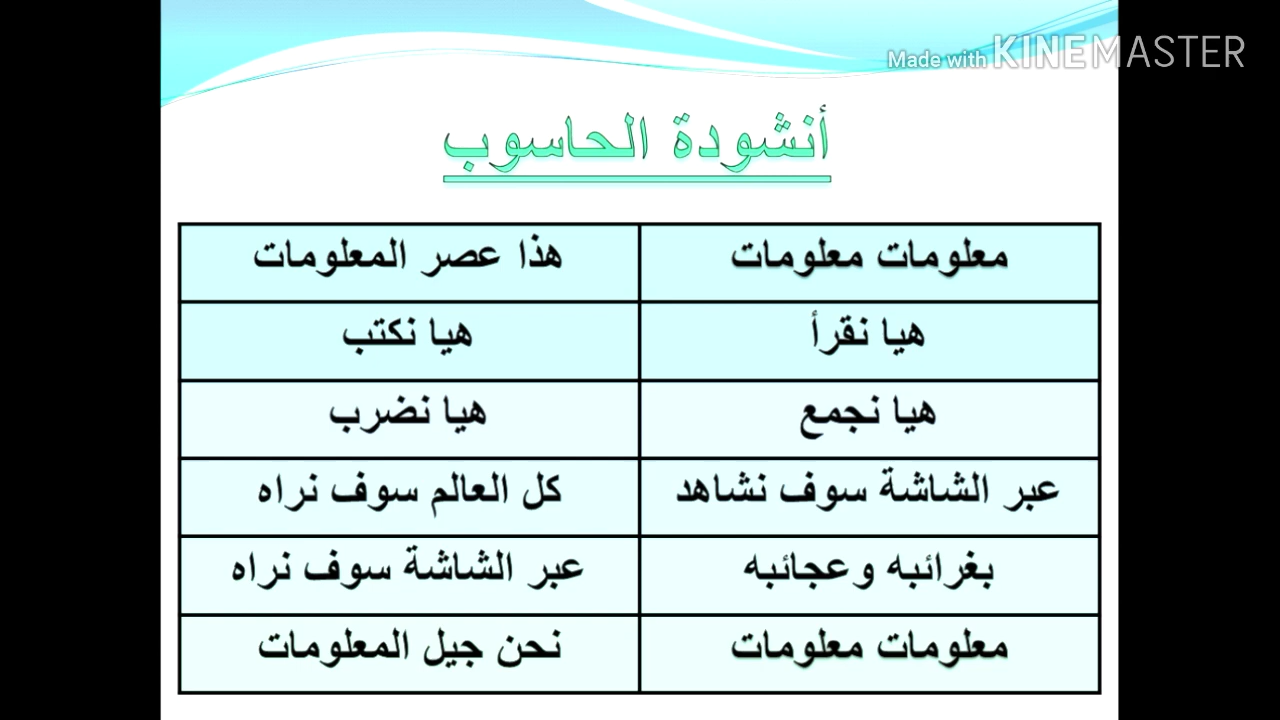 Made with KINEMASTER
أنشودة الحاسوب
معلومات معلومات هذا عصر المعلومات
هيا نقرأ هيا نكتب
هيا نجمع هيا نضرب
عبر الشاشة سوف نشاهد كل العالم سوف نراه
بغرائبه وعجائبه عبر الشاشة سوف نراه
معلومات معلومات نحن جيل المعلومات